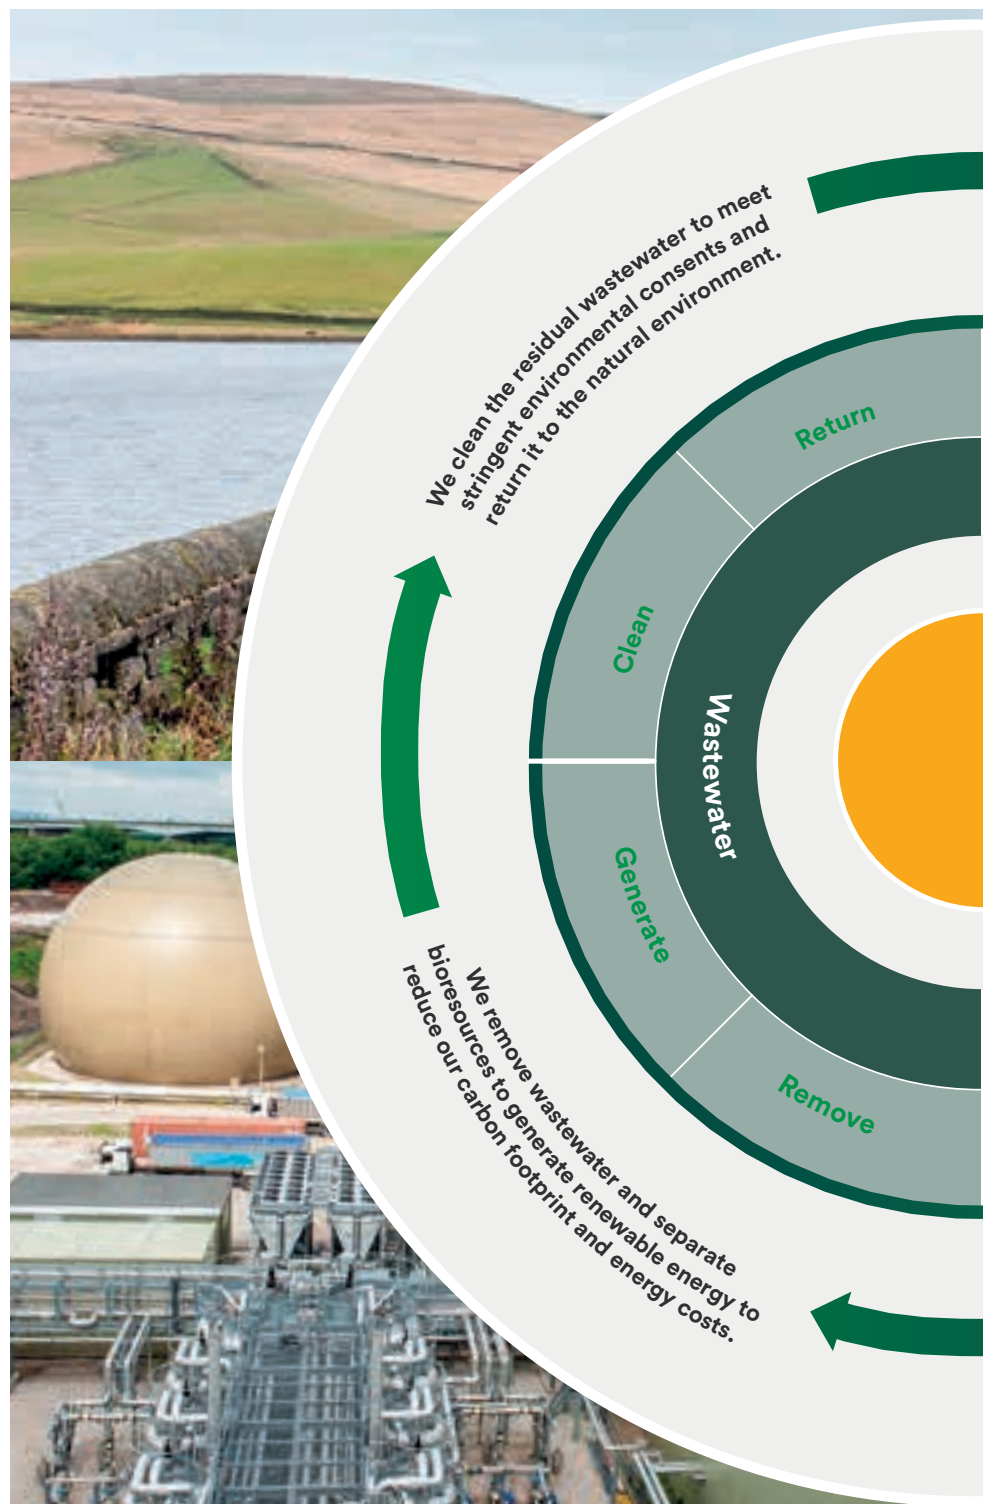 We clean the residual wastewater to meet
stringent environmental consents and
return it to the natural environment.
Return
Clean
Wastewater
Generate
Remove
We remove wastewater and separate
bioresources to generate renewable energy to
reduce our carbon footprint and energy costs.